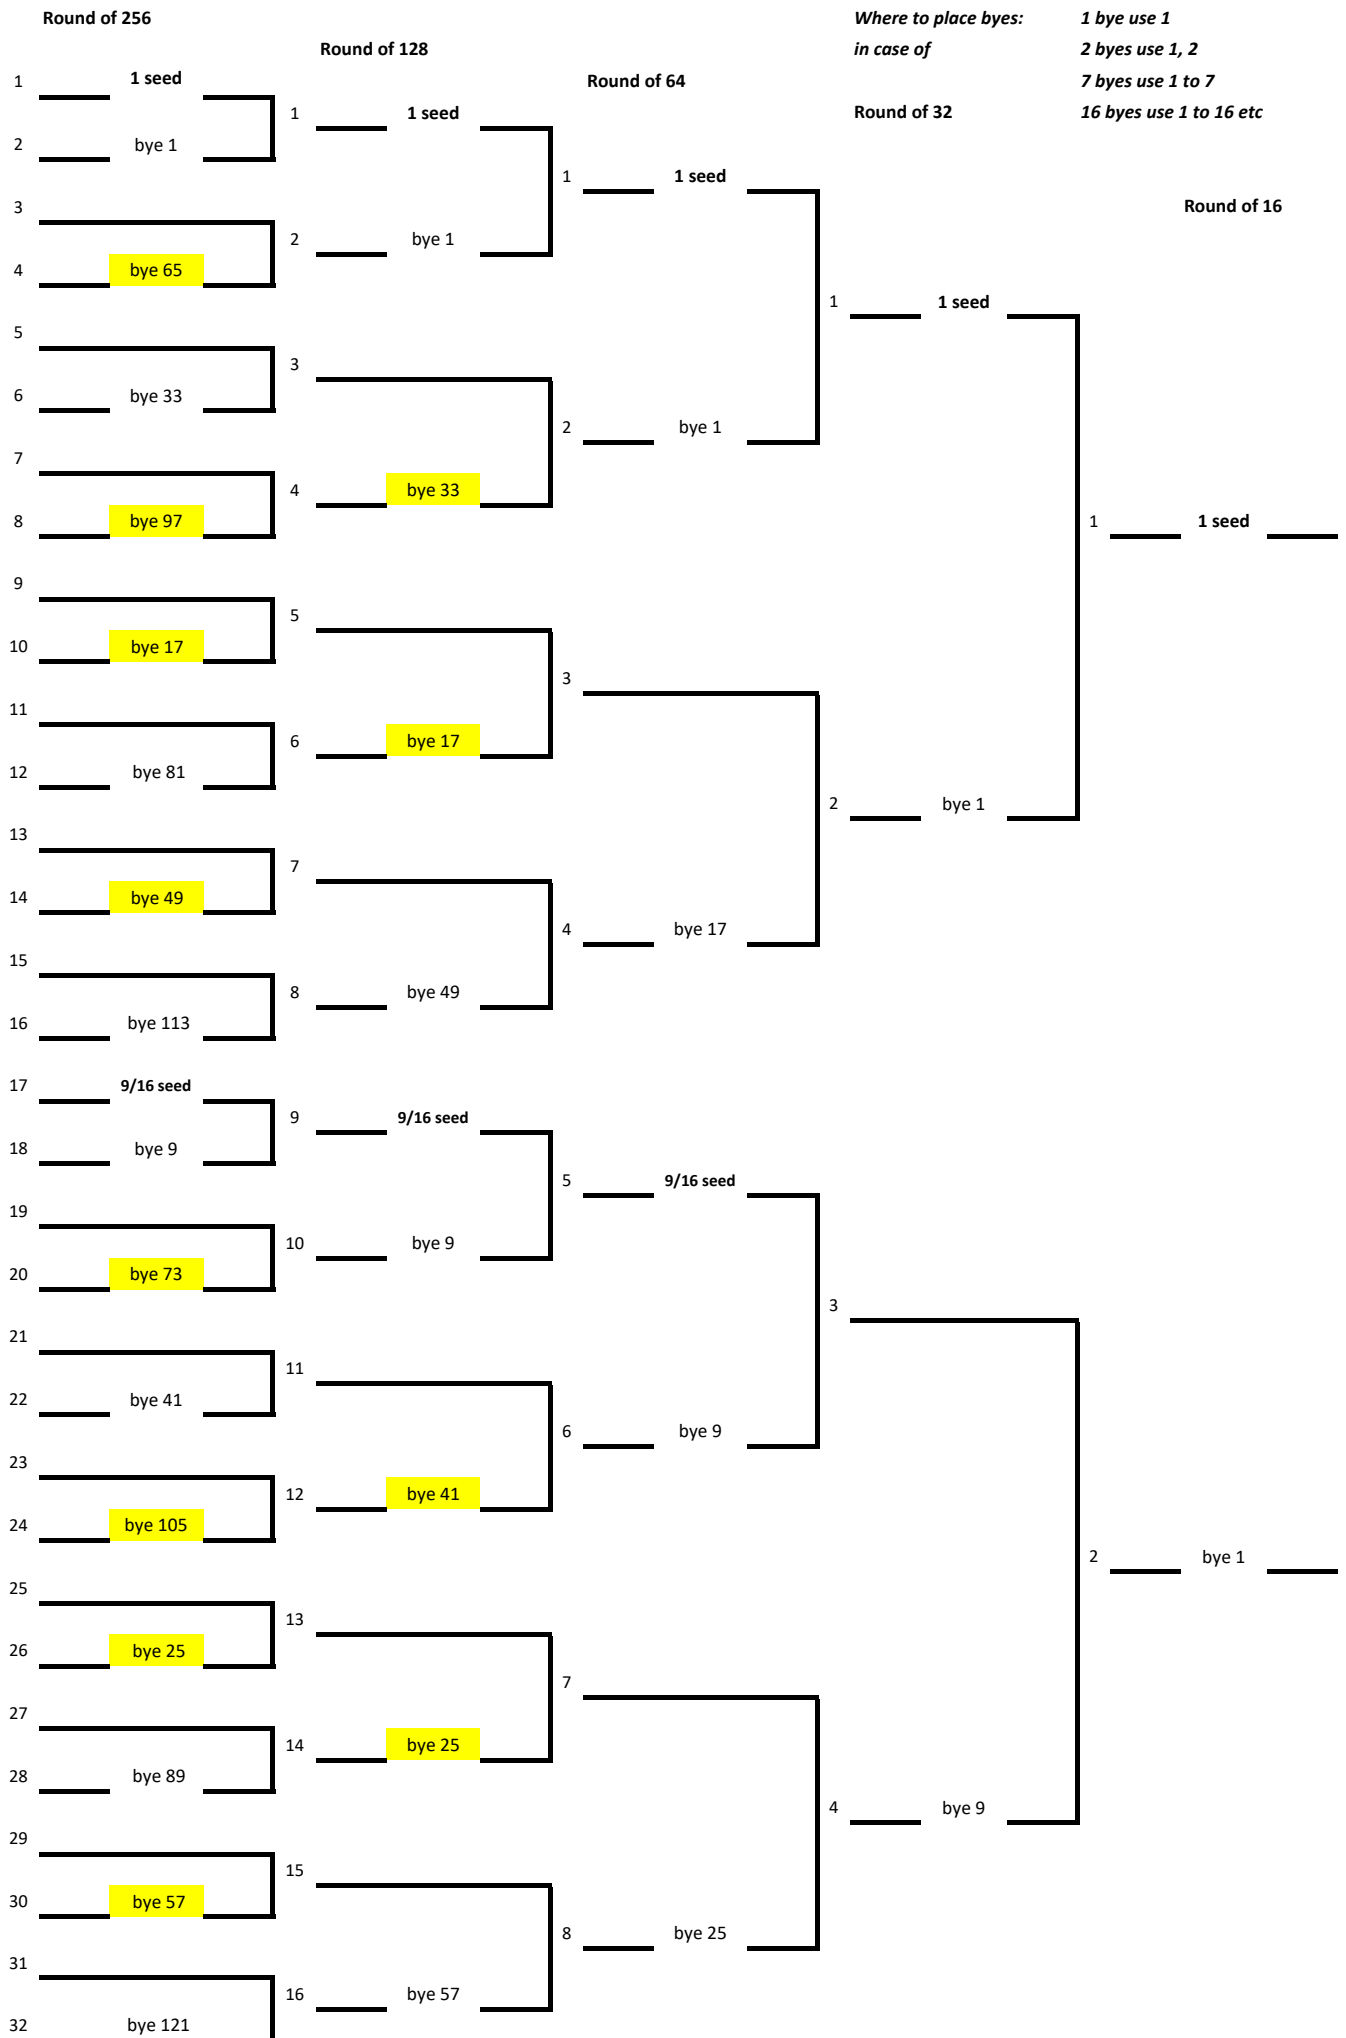 Round of 256
Where to place byes: 1 bye use 1
Round of 128
in case of 2 byes use 1, 2
1 1 seed
Round of 64
7 byes use 1 to 7
1 1 seed
Round of 32
16 byes use 1 to 16 etc
2 bye 1
1 1 seed
3
Round of 16
2 bye 1
4 bye 65
1 1 seed
5
3
6 bye 33
2 bye 1
7
4 bye 33
8 bye 97
1 1 seed
9
5
10 bye 17
3
11
6 bye 17
12 bye 81
2 bye 1
13
7
14 bye 49
4 bye 17
15
8 bye 49
16 bye 113
17 9/16 seed
9 9/16 seed
18 bye 9
5 9/16 seed
19
10 bye 9
20 bye 73
3
21
11
22 bye 41
6 bye 9
23
12 bye 41
24 bye 105
2 bye 1
25
13
26 bye 25
7
27
14 bye 25
28 bye 89
4 bye 9
29
15
30 bye 57
8 bye 25
31
16 bye 57
32 bye 121